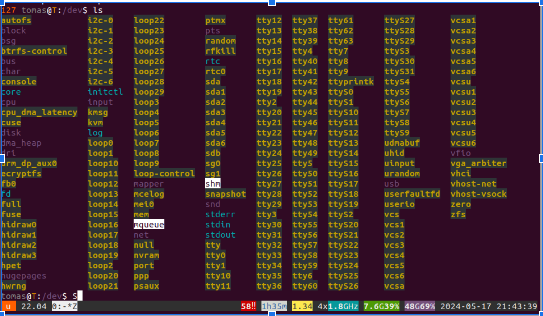 127 tomas@T:/dev$ ls
autofs i2c-0 loop22 ptmx tty12 tty37 tty61 ttyS27 vcsa1
block i2c-1 loop23 pts tty13 tty38 tty62 ttyS28 vcsa2
bsg i2c-2 loop24 random tty14 tty39 tty63 ttyS29 vcsa3
btrfs-control i2c-3 loop25 rfkill tty15 tty4 tty7 ttyS3 vcsa4
bus i2c-4 loop26 rtc tty16 tty40 tty8 ttyS30 vcsa5
char i2c-5 loop27 rtc0 tty17 tty41 tty9 ttyS31 vcsa6
console i2c-6 loop28 sda tty18 tty42 ttyprintk ttyS4 vcsu
core initctl loop29 sda1 tty19 tty43 ttyS0 ttyS5 vcsu1
cpu input loop3 sda2 tty2 tty44 ttyS1 ttyS6 vcsu2
cpu_dma_latency kmsg loop4 sda3 tty20 tty45 ttyS10 ttyS7 vcsu3
cuse kvm loop5 sda4 tty21 tty46 ttyS11 ttyS8 vcsu4
disk log loop6 sda5 tty22 tty47 ttyS12 ttyS9 vcsu5
dma_heap loop0 loop7 sda6 tty23 tty48 ttyS13 udmabuf vcsu6
dri loop1 loop8 sdb tty24 tty49 ttyS14 uhid vfio
drm_dp_aux0 loop10 loop9 sg0 tty25 tty5 ttyS15 uinput vga_arbiter
ecryptfs loop11 loop-control sg1 tty26 tty50 ttyS16 urandom vhci
fb0 loop12 mapper shm tty27 tty51 ttyS17 usb vhost-net
fd loop13 mcelog snapshot tty28 tty52 ttyS18 userfaultfd vhost-vsock
full loop14 mei0 snd tty29 tty53 ttyS19 userio zero
fuse loop15 mem stderr tty3 tty54 ttyS2 vcs zfs
hidraw0 loop16 mqueue stdin tty30 tty55 ttyS20 vcs1
hidraw1 loop17 net stdout tty31 tty56 ttyS21 vcs2
hidraw2 loop18 null tty tty32 tty57 ttyS22 vcs3
hidraw3 loop19 nvram tty0 tty33 tty58 ttyS23 vcs4
hpet loop2 port tty1 tty34 tty59 ttyS24 vcs5
hugepages loop20 ppp tty10 tty35 tty6 ttyS25 vcs6
hwrng loop21 psaux tty11 tty36 tty60 ttyS26 vcsa
tomas@T:/dev$ S
u 22.04 0:-*Z 58!! 1h35m 1.34 4x1.8GHz 7.6G39% 48G69% 2024-05-17 21:43:39